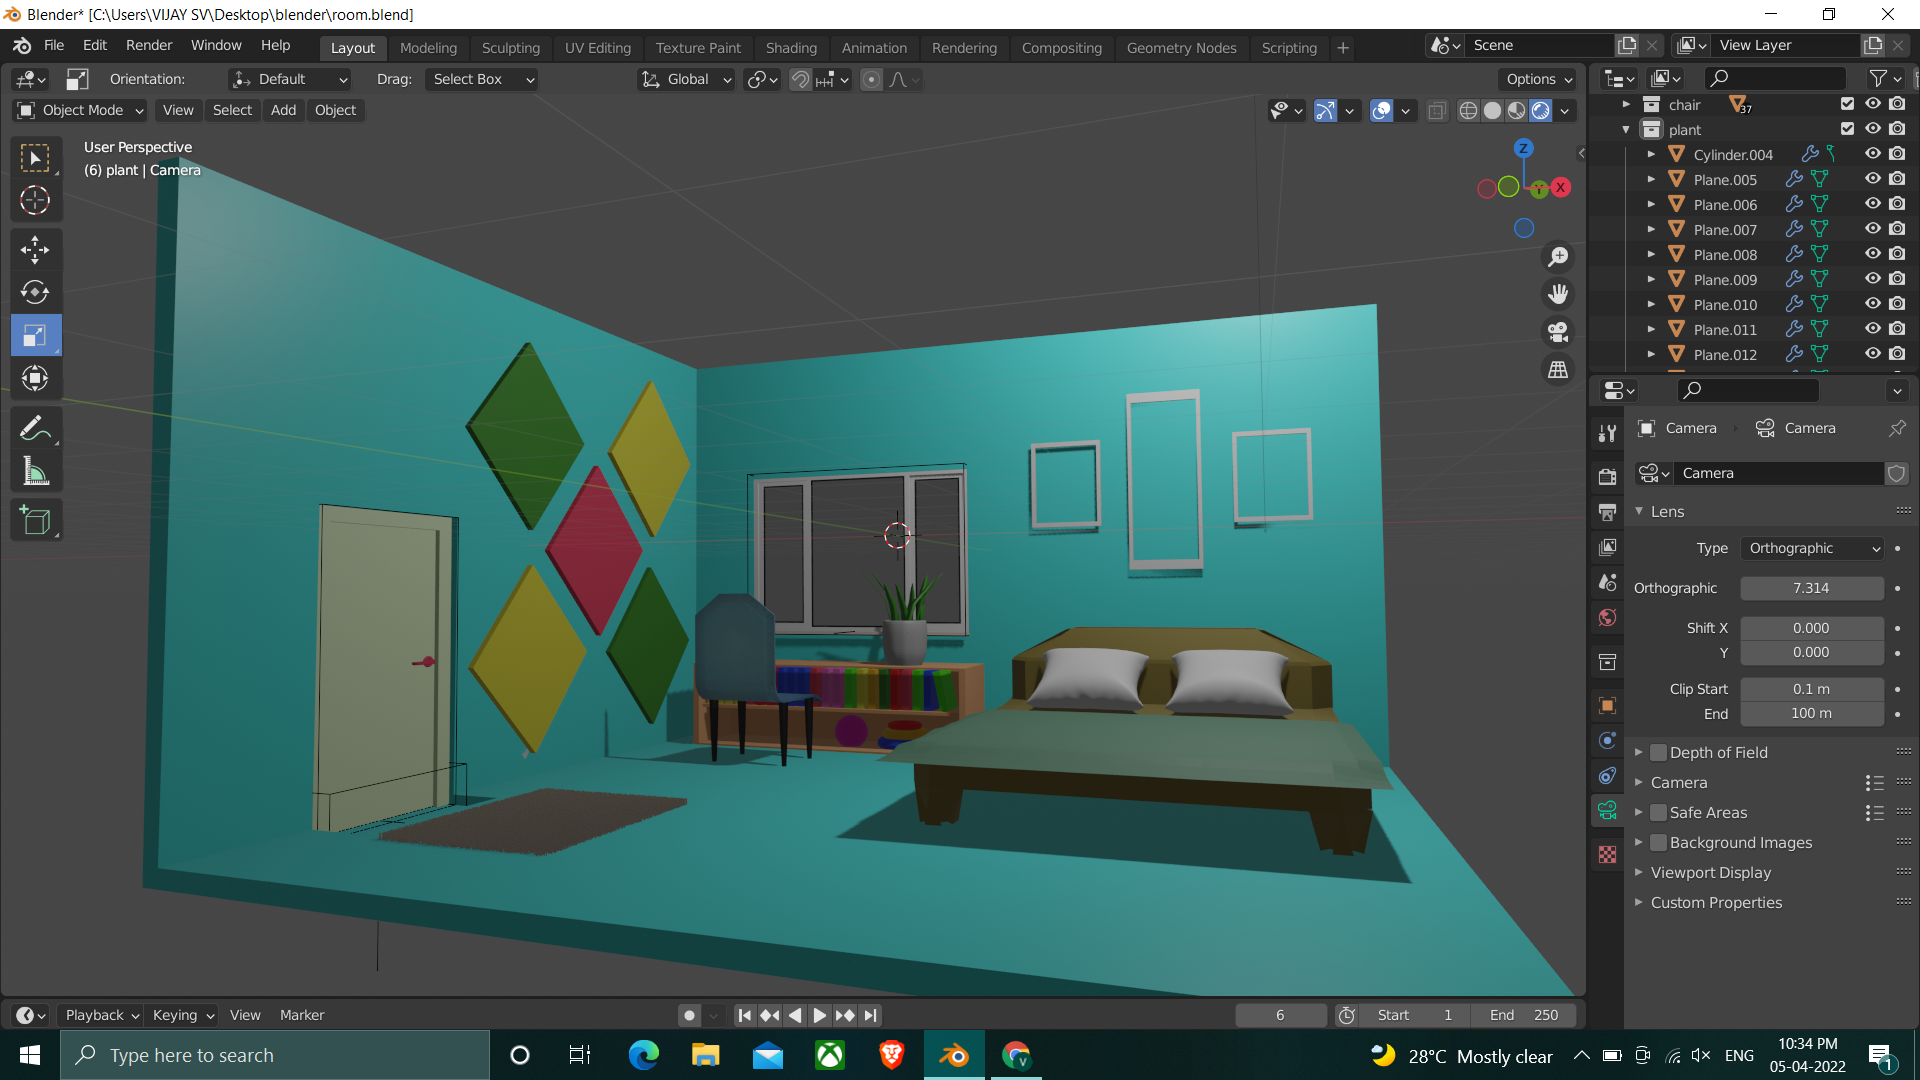 Blender* [C:\Users\VIJAY SV\Desktop\blender\room.blend]
File Edit Render Window Help Layout Modeling Sculpting UV Editing Texture Paint Shading Animation Rendering Compositing Geometry Nodes Scripting + Scene View Layer
Orientation: Default Drag: Select Box Global Options
Object Mode View Select Add Object
User Perspective
(6) plant | Camera
Z
Y X
chair 37
plant
Cylinder.004
Plane.005
Plane.006
Plane.007
Plane.008
Plane.009
Plane.010
Plane.011
Plane.012
Camera Camera
Camera
Lens
Type Orthographic
Orthographic 7.314
Shift X 0.000
Y 0.000
Clip Start 0.1 m
End 100 m
Depth of Field
Camera
Safe Areas
Background Images
Viewport Display
Custom Properties
Playback Keying View Marker 6 Start 1 End 250
Type here to search
V
28°C Mostly clear ENG
10:34 PM
05-04-2022
1